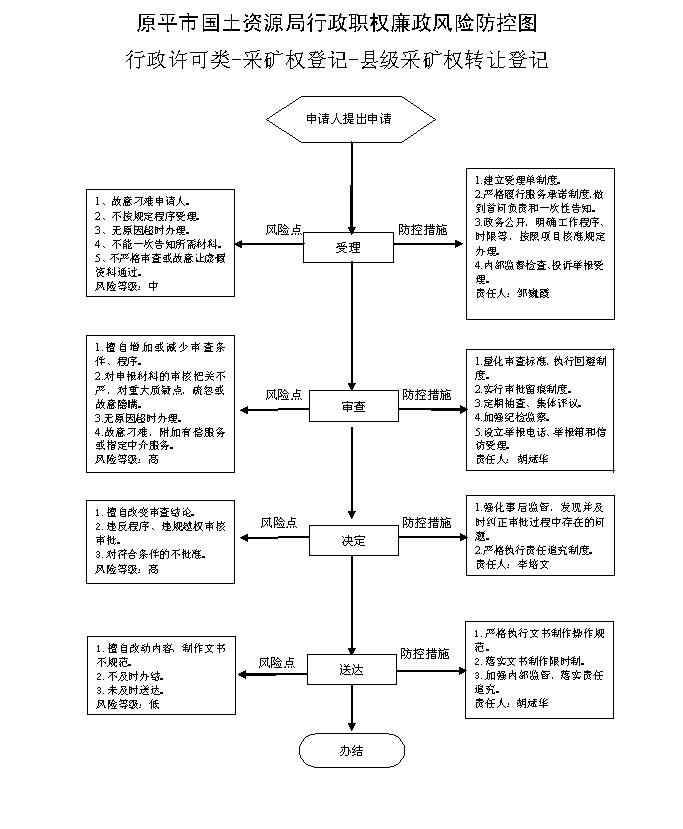 原平市国土资源局行政职权廉政风险防控图
行政许可类-采矿权登记-县级采矿权转让登记
申请人提出申请
1、故意刁难申请人。
2、不按规定程序受理。
3、无原因超时办理。
4、不能一次告知所需材料。
5、不严格审查或故意让虚假
资料通过。
风险等级：中
风险点
受理
防控措施
1.建立受理单制度。
2.严格履行服务承诺制度,做
到首问负责和一次性告知。
3.政务公开，明确工作程序、
时限等，按照项目核准规定
办理。
4.内部监督检查、投诉举报受
理。
责任人：邹巍霞
1.擅自增加或减少审查条
件、程序。
2.对申报材料的审核把关不
严，对重大质疑点，疏忽或
故意隐瞒。
3.无原因超时办理。
4.故意刁难，附加有偿服务
或指定中介服务。
风险等级：高
风险点
审查
防控措施
1.量化审查标准，执行回避制
度。
2.实行审批留痕制度。
3.定期抽查、集体评议。
4.加强纪检监察。
5.设立举报电话、举报箱和信
访受理。
责任人：胡斌华
1.擅自改变审查结论。
2.违反程序、违规越权审核
审批。
3.对符合条件的不批准。
风险等级：高
风险点
决定
防控措施
1.强化事后监管，发现并及
时纠正审批过程中存在的问
题。
2.严格执行责任追究制度。
责任人：李培文
1.擅自改动内容，制作文书
不规范。
2.不及时办结。
3.未及时送达。
风险等级：低
风险点
送达
防控措施
1.严格执行文书制作操作规
范。
2.落实文书制作限时制。
3.加强内部监管，落实责任
追究。
责任人：胡斌华
办结